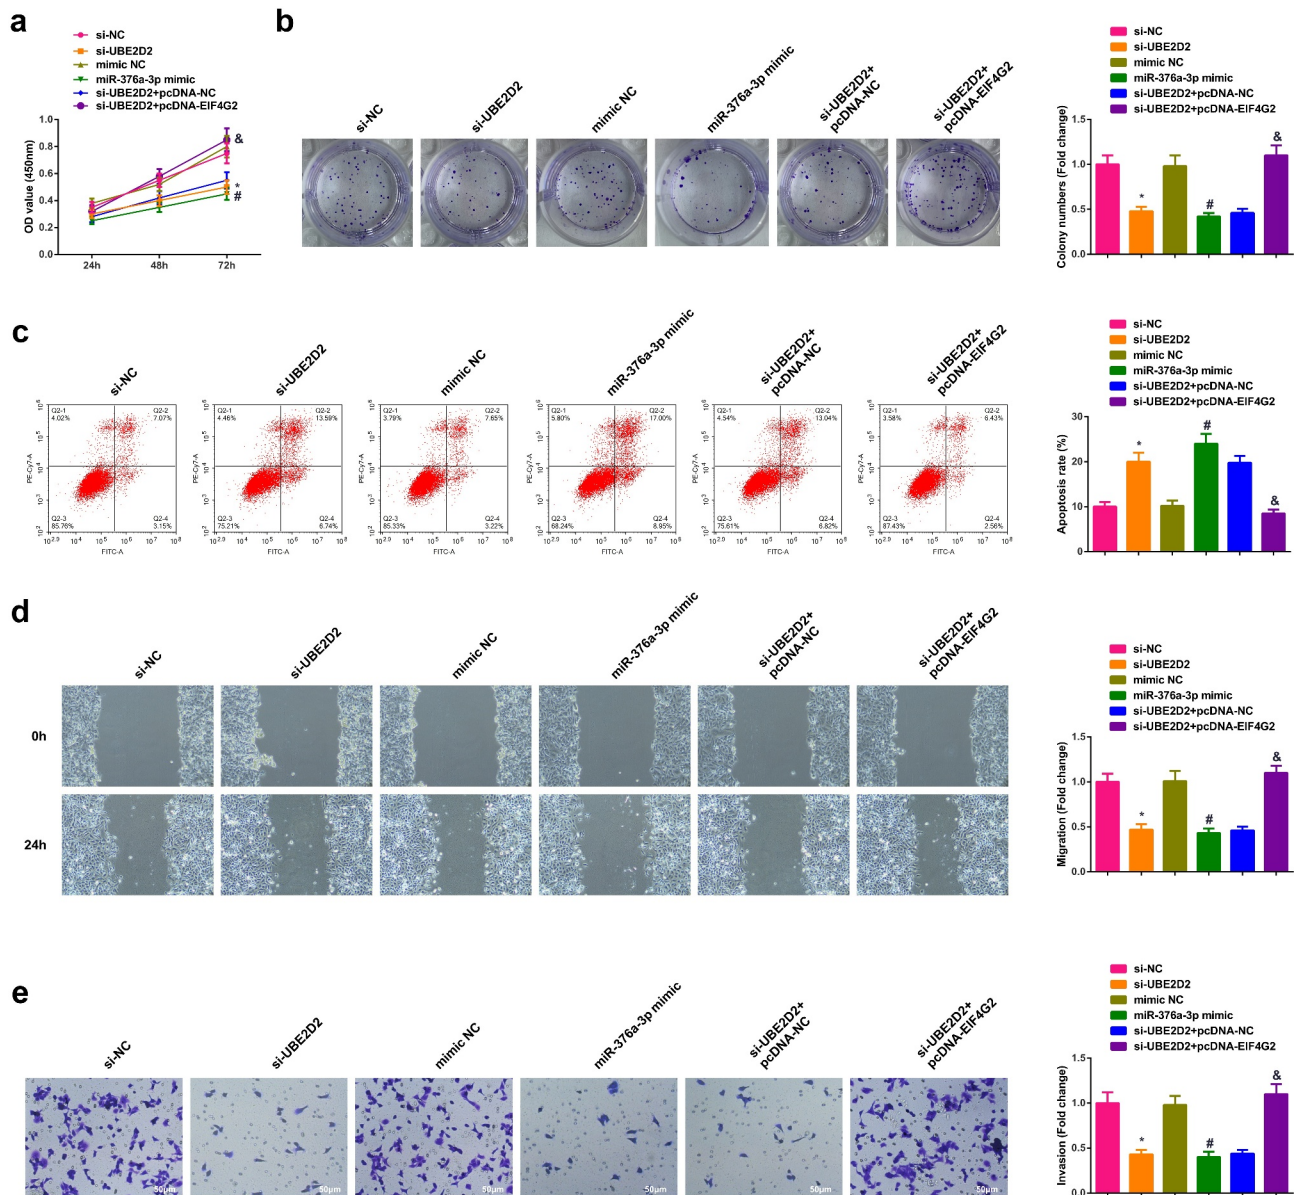 a
si-NC
si-UBE2D2
mimic NC
miR-376a-3p mimic
si-UBE2D2+pcDNA-NC
si-UBE2D2+pcDNA-EIF4G2
OD value (450nm)
1.0
0.8
0.6
0.4
0.2
0.0
24h
48h
72h
&
*
#
b
si-NC
si-UBE2D2
mimic NC
miR-376a-3p mimic
si-UBE2D2+
pcDNA-NC
si-UBE2D2+
pcDNA-EIF4G2
si-NC
si-UBE2D2
mimic NC
miR-376a-3p mimic
si-UBE2D2+pcDNA-NC
si-UBE2D2+pcDNA-EIF4G2
Colony numbers (Fold change)
1.5
1.0
0.5
0.0
*
#
&
c
si-NC
si-UBE2D2
mimic NC
miR-376a-3p mimic
si-UBE2D2+
pcDNA-NC
si-UBE2D2+
pcDNA-EIF4G2
Q2-1
4.02%
Q2-2
7.07%
Q2-3
85.76%
Q2-4
3.15%
PE-Cy7-A
FITC-A
Q2-1
4.46%
Q2-2
13.59%
Q2-3
75.21%
Q2-4
6.74%
PE-Cy7-A
FITC-A
Q2-1
3.79%
Q2-2
7.65%
Q2-3
85.33%
Q2-4
3.22%
PE-Cy7-A
FITC-A
Q2-1
5.80%
Q2-2
17.00%
Q2-3
68.24%
Q2-4
8.95%
PE-Cy7-A
FITC-A
Q2-1
4.54%
Q2-2
13.04%
Q2-3
75.61%
Q2-4
6.82%
PE-Cy7-A
FITC-A
Q2-1
3.58%
Q2-2
6.43%
Q2-3
87.43%
Q2-4
2.56%
PE-Cy7-A
FITC-A
si-NC
si-UBE2D2
mimic NC
miR-376a-3p mimic
si-UBE2D2+pcDNA-NC
si-UBE2D2+pcDNA-EIF4G2
Apoptosis rate (%)
30
20
10
0
*
#
&
d
si-NC
si-UBE2D2
mimic NC
miR-376a-3p mimic
si-UBE2D2+
pcDNA-NC
si-UBE2D2+
pcDNA-EIF4G2
0h
24h
si-NC
si-UBE2D2
mimic NC
miR-376a-3p mimic
si-UBE2D2+pcDNA-NC
si-UBE2D2+pcDNA-EIF4G2
Migration (Fold change)
1.5
1.0
0.5
0.0
*
#
&
e
si-NC
si-UBE2D2
mimic NC
miR-376a-3p mimic
si-UBE2D2+
pcDNA-NC
si-UBE2D2+
pcDNA-EIF4G2
50μm
50μm
50μm
50μm
50μm
50μm
si-NC
si-UBE2D2
mimic NC
miR-376a-3p mimic
si-UBE2D2+pcDNA-NC
si-UBE2D2+pcDNA-EIF4G2
Invasion (Fold change)
1.5
1.0
0.5
0.0
*
#
&